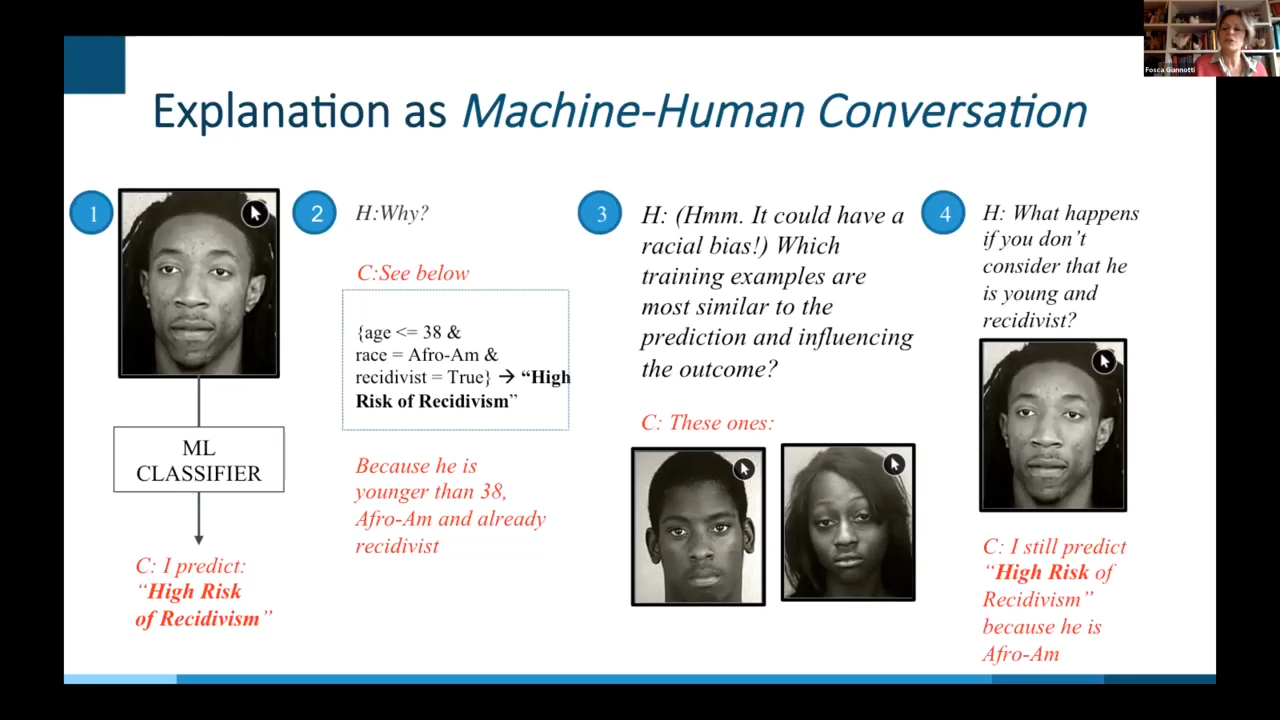 Fosca Giannotti
Explanation as Machine-Human Conversation
1
ML
CLASSIFIER
C: I predict:
“High Risk
of Recidivism”
2
H:Why?
C:See below
{age <= 38 &
race = Afro-Am &
recidivist = True} → “High
Risk of Recidivism”
Because he is
younger than 38,
Afro-Am and already
recidivist
3
H: (Hmm. It could have a
racial bias!) Which
training examples are
most similar to the
prediction and influencing
the outcome?
C: These ones:
4
H: What happens
if you don’t
consider that he
is young and
recidivist?
C: I still predict
“High Risk of
Recidivism”
because he is
Afro-Am